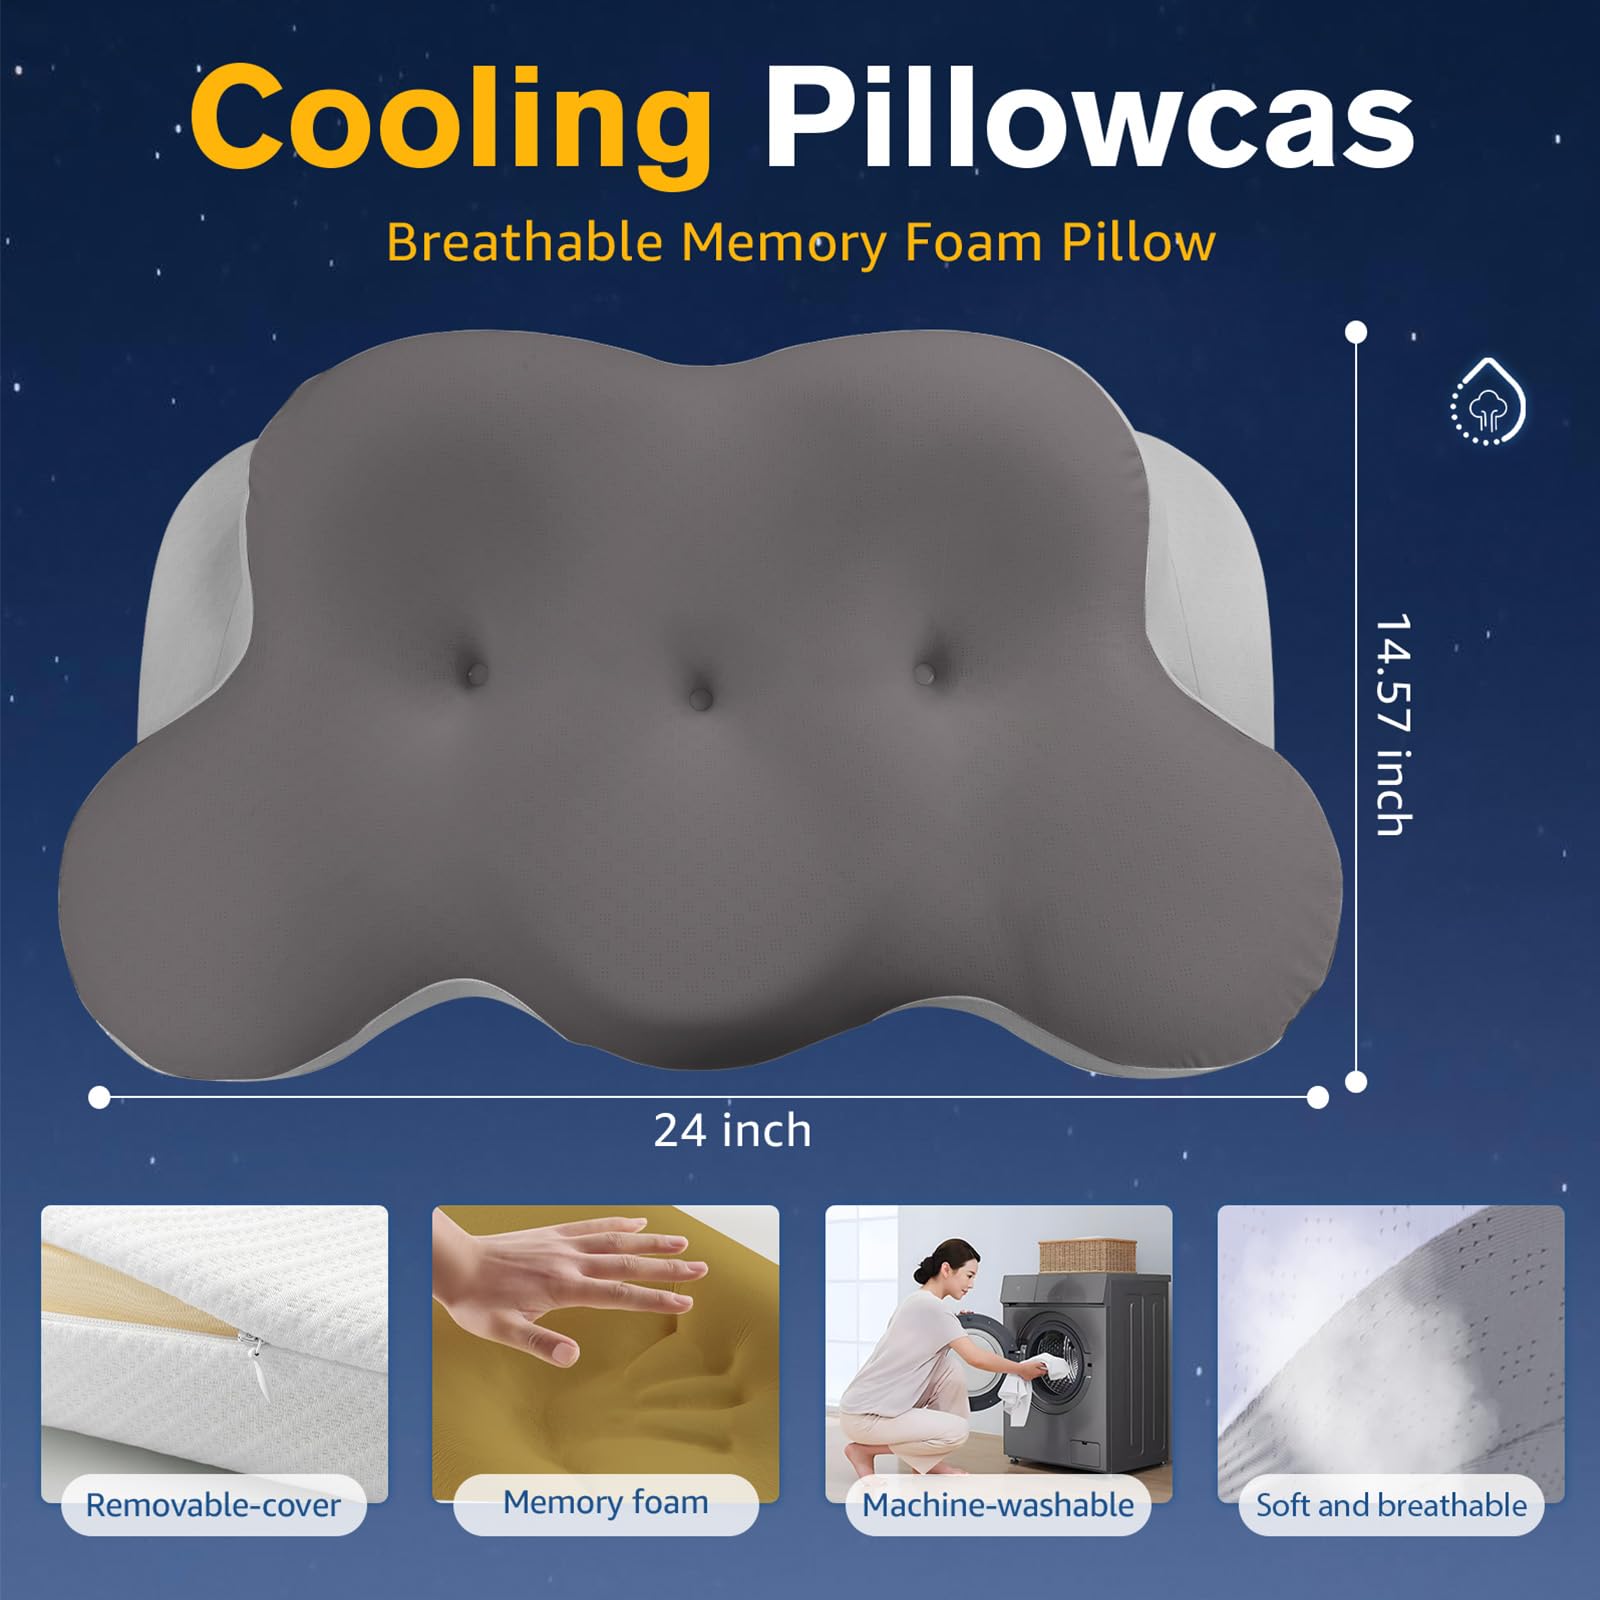 Cooling Pillowcas
Breathable Memory Foam Pillow
14.57 inch
24 inch
Removable-cover
Memory foam
Machine-washable
Soft and breathable